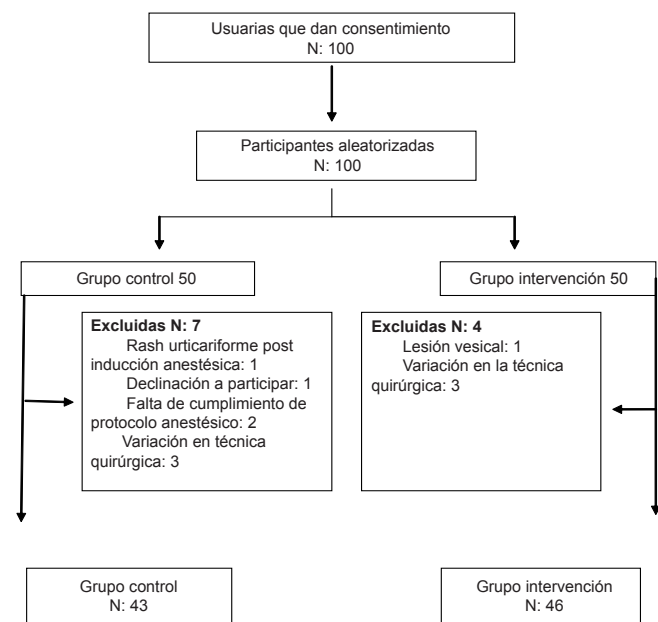 Usuarias que dan consentimiento
N: 100
Participantes aleatorizadas
N: 100
Grupo control 50
Grupo intervención 50
Excluidas N: 7
Rash urticariforme post
inducción anestésica: 1
Declinación a participar: 1
Falta de cumplimiento de
protocolo anestésico: 2
Variación en técnica
quirúrgica: 3
Excluidas N: 4
Lesión vesical: 1
Variación en la técnica
quirúrgica: 3
Grupo control
N: 43
Grupo intervención
N: 46